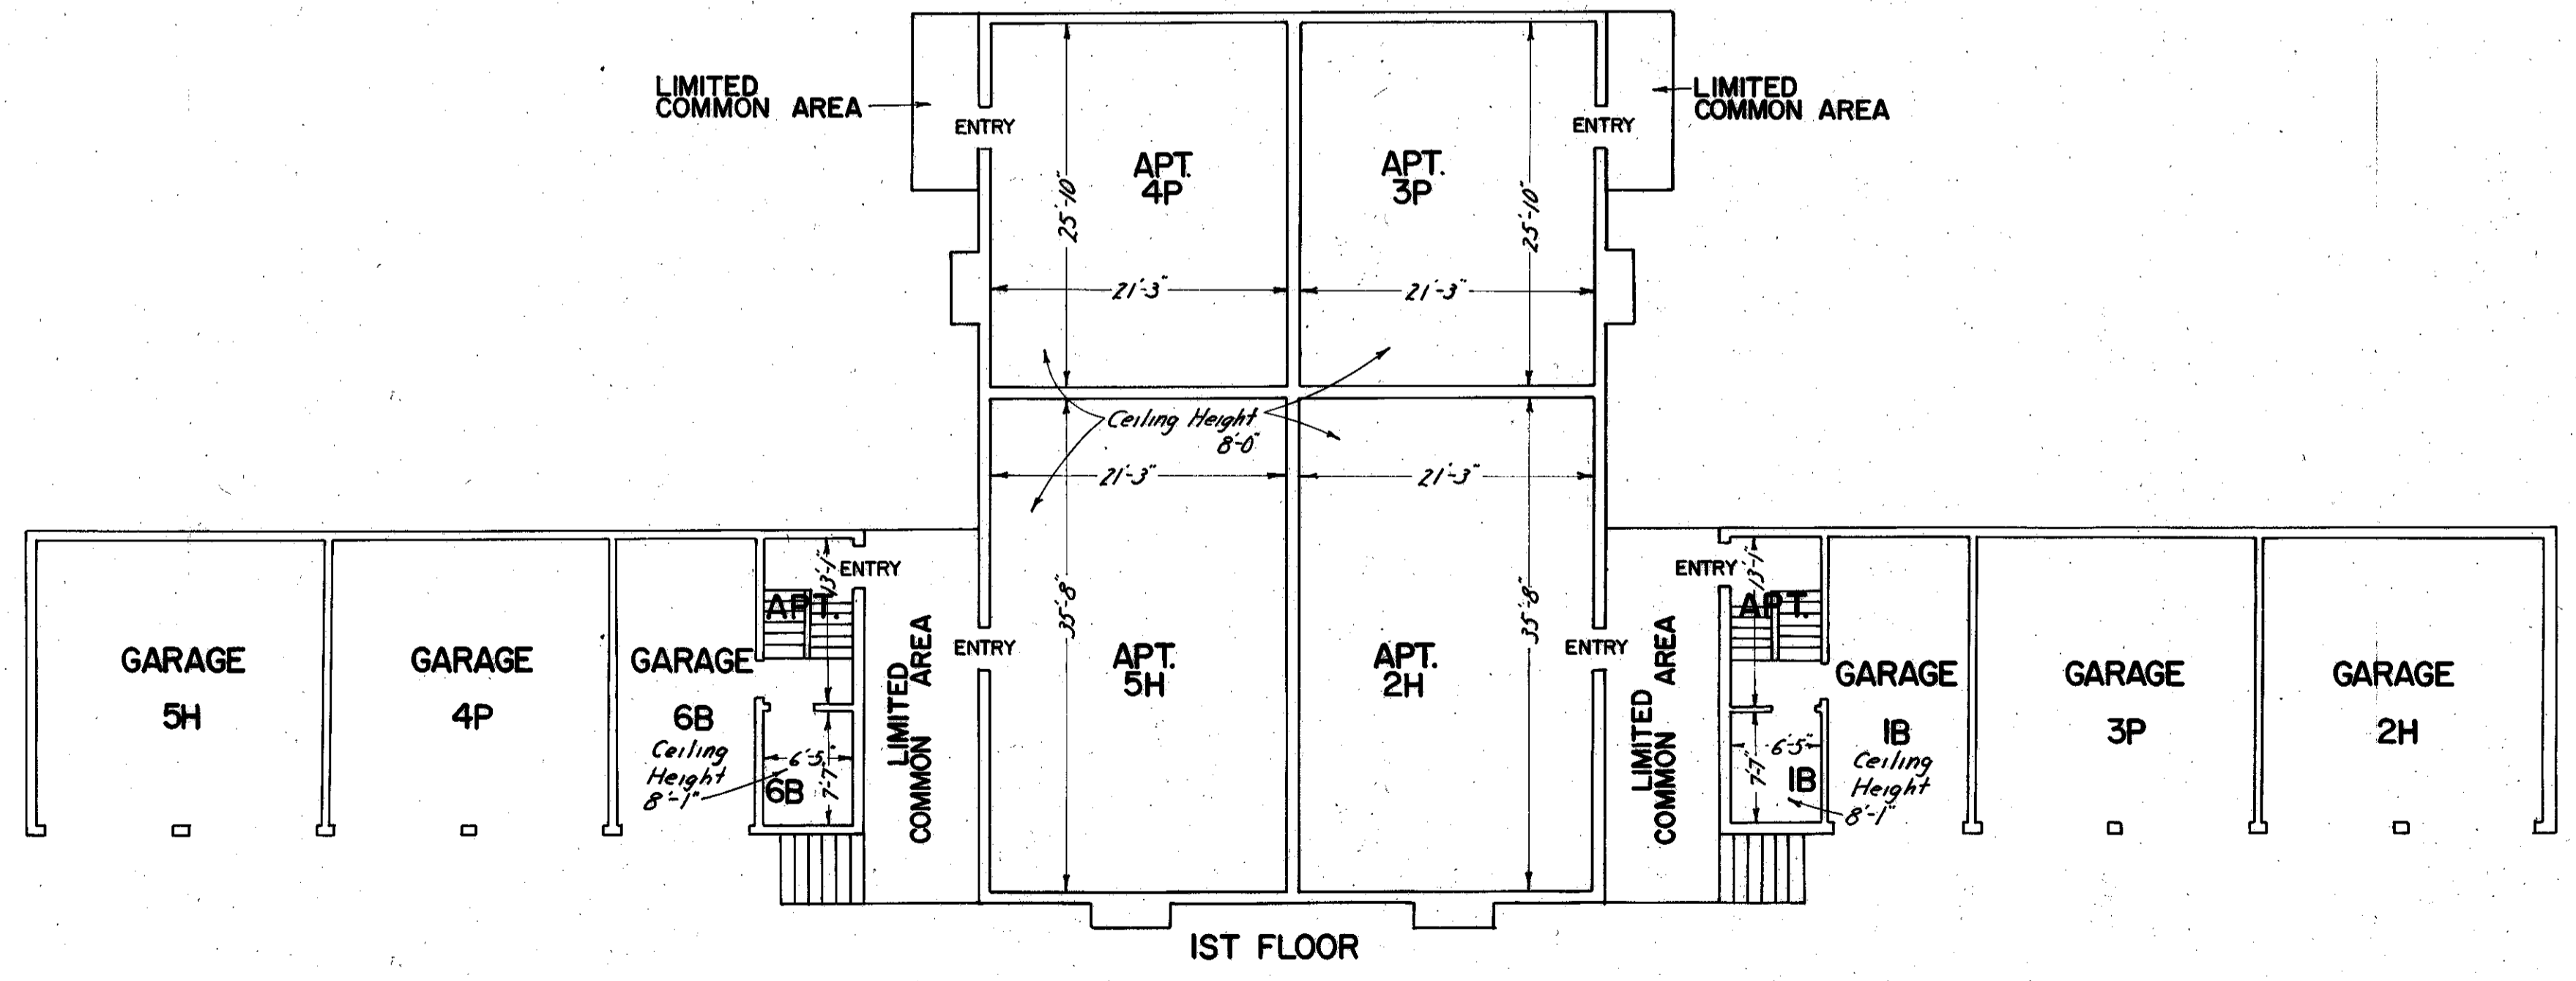 LIMITED
COMMON AREA
ENTRY
APT.
4P
25'-10"
21'-3"
APT.
3P
25'-10"
21'-3"
ENTRY
LIMITED
COMMON AREA
Ceiling Height
8'-0"
21'-3"
35'-8"
APT.
5H
ENTRY
21'-3"
35'-8"
APT.
2H
ENTRY
GARAGE
5H
GARAGE
4P
GARAGE
6B
Ceiling
Height
8'-1"
APT.
13'-1"
ENTRY
6'-5"
7'-7"
6B
LIMITED
COMMON AREA
LIMITED
COMMON AREA
ENTRY
13'-1"
APT.
6'-5"
7'-7"
1B
GARAGE
1B
Ceiling
Height
8'-1"
GARAGE
3P
GARAGE
2H
1ST FLOOR